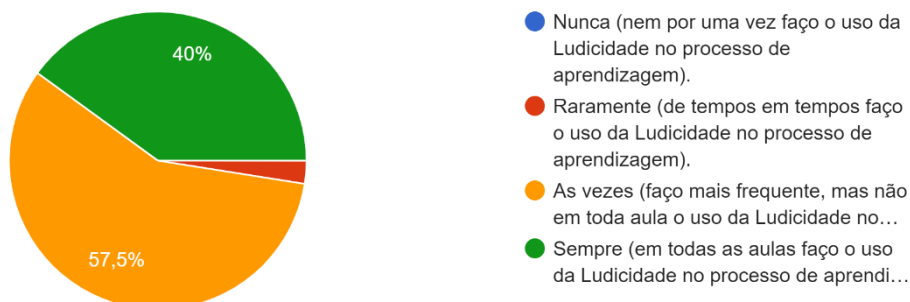 40%
57,5%
Nunca (nem por uma vez faço o uso da
Ludicidade no processo de
aprendizagem).
Raramente (de tempos em tempos faço
o uso da Ludicidade no processo de
aprendizagem).
As vezes (faço mais frequente, mas não
em toda aula o uso da Ludicidade no…
Sempre (em todas as aulas faço o uso
da Ludicidade no processo de aprendi…